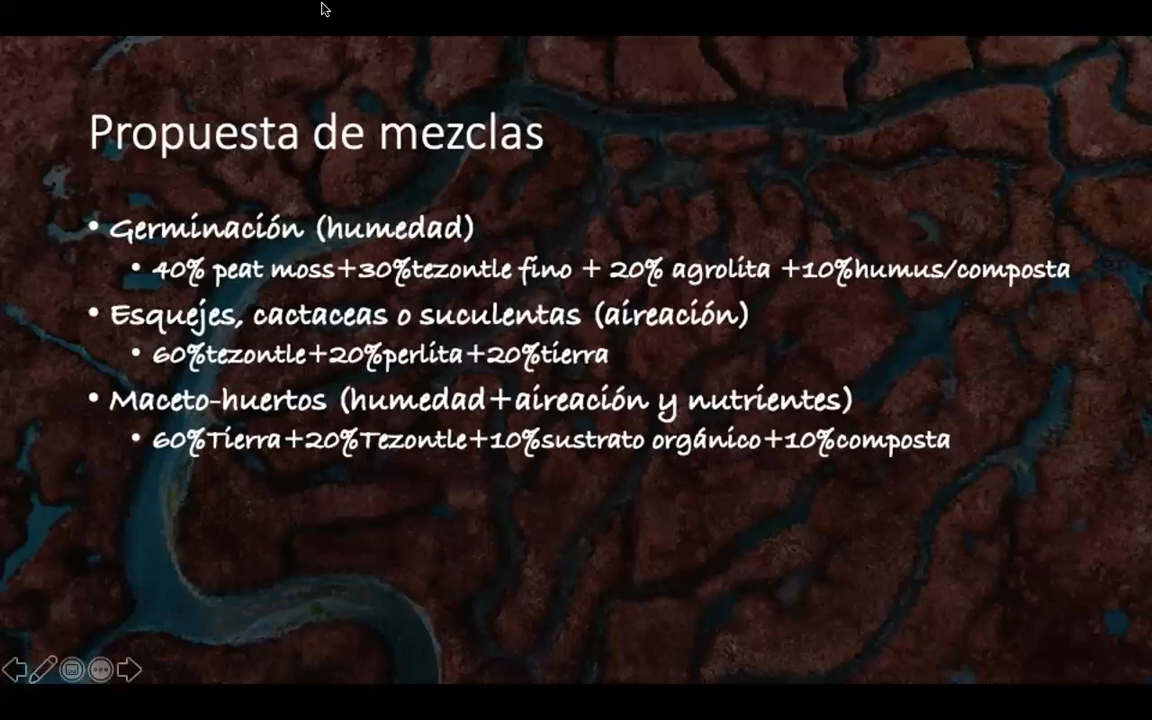 Propuesta de mezclas
• Germinación (humedad)
• 40% peat moss+30%tezontle fino + 20% agrolita +10%humus/composta
• Esquejes, cactaceas o suculentas (aireación)
• 60%tezontle+20%perlita+20%tierra
• Maceto-huertos (humedad+aireación y nutrientes)
• 60%Tierra+20%Tezontle+10%sustrato orgánico+10%composta